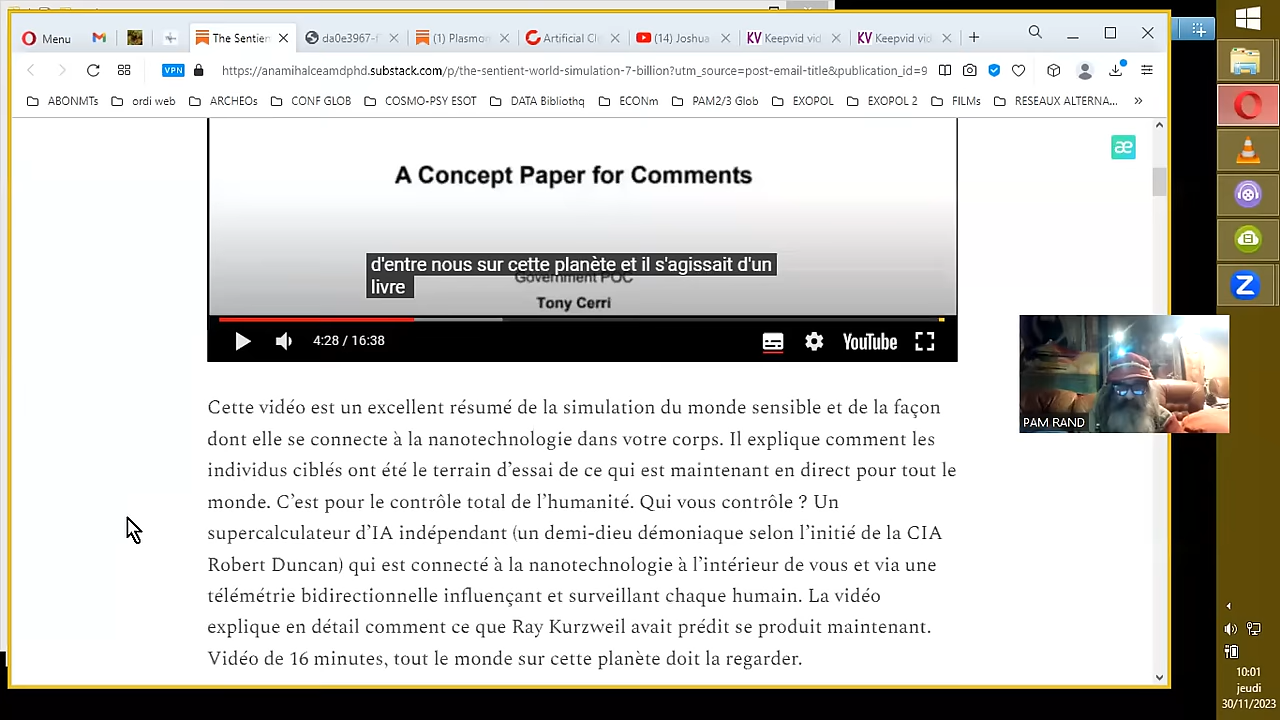 Menu
The Sentien
da0e3967-
(1) Plasmo
Artificial C
(14) Joshua
Keepvid vid
Keepvid vid
VPN
https://anamihalceamdphd.substack.com/p/the-sentient-world-simulation-7-billion?utm_source=post-email-title&publication_id=9
ABONMTs
ordi web
ARCHEOs
CONF GLOB
COSMO-PSY ESOT
DATA Bibliothq
ECONm
PAM2/3 Glob
EXOPOL
EXOPOL 2
FILMs
RESEAUX ALTERNA...
»
æ
A Concept Paper for Comments
d'entre nous sur cette planète et il s'agissait d'un
livre
Government POC
Tony Cerri
4:28 / 16:38
YouTube
PAM RAND
Cette vidéo est un excellent résumé de la simulation du monde sensible et de la façon
dont elle se connecte à la nanotechnologie dans votre corps. Il explique comment les
individus ciblés ont été le terrain d’essai de ce qui est maintenant en direct pour tout le
monde. C’est pour le contrôle total de l’humanité. Qui vous contrôle ? Un
supercalculateur d’IA indépendant (un demi-dieu démoniaque selon l’initié de la CIA
Robert Duncan) qui est connecté à la nanotechnologie à l’intérieur de vous et via une
télémétrie bidirectionnelle influençant et surveillant chaque humain. La vidéo
explique en détail comment ce que Ray Kurzweil avait prédit se produit maintenant.
Vidéo de 16 minutes, tout le monde sur cette planète doit la regarder.
10:01
jeudi
30/11/2023